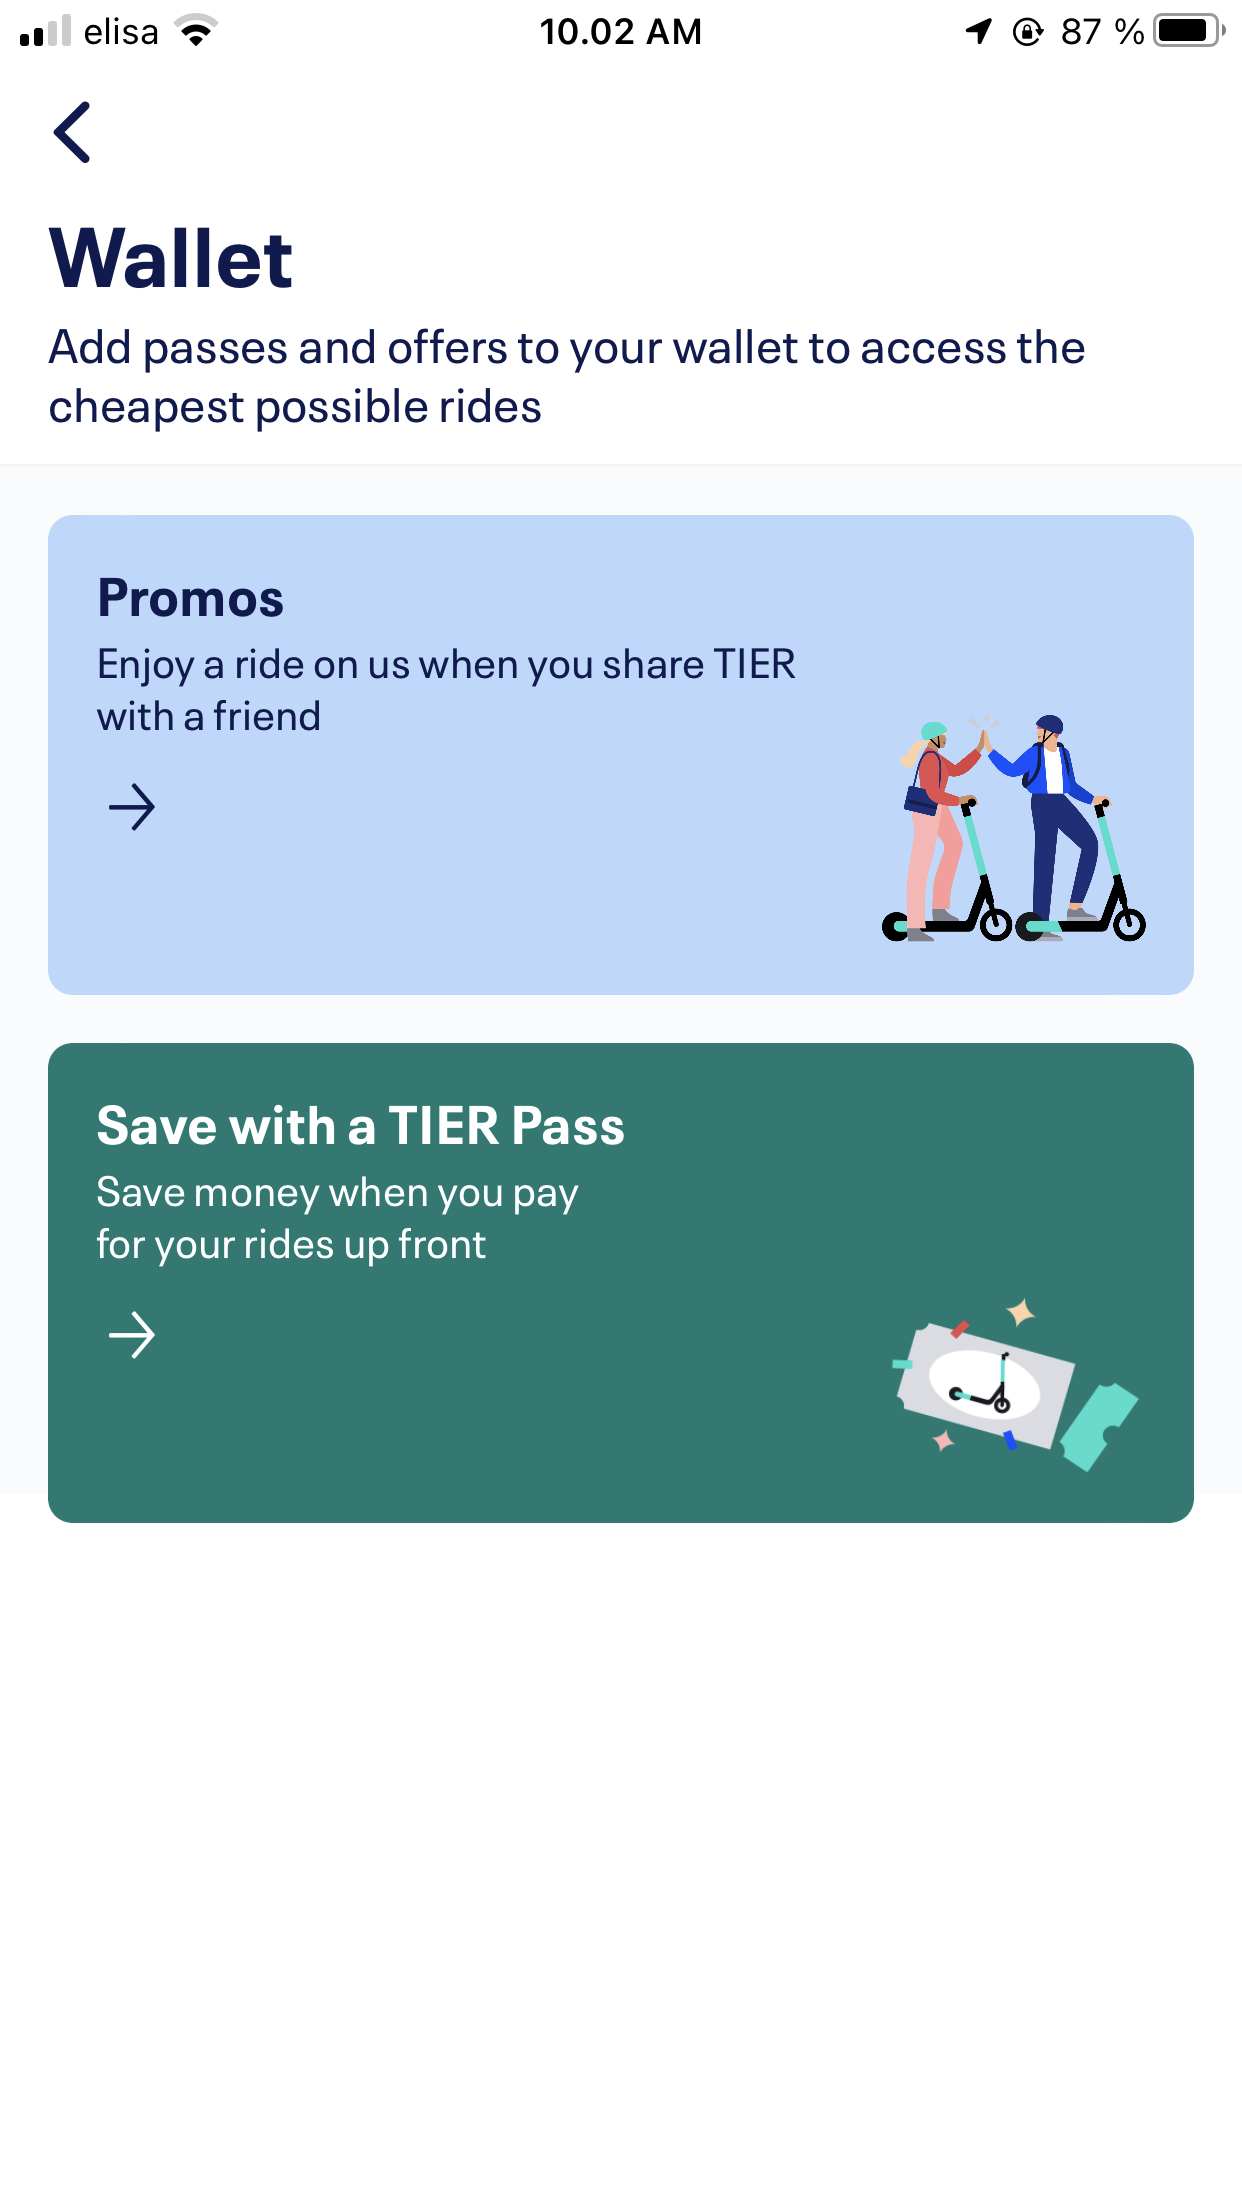 elisa
10.02 AM
87 %
Wallet
Add passes and offers to your wallet to access the
cheapest possible rides
Promos
Enjoy a ride on us when you share TIER
with a friend
Save with a TIER Pass
Save money when you pay
for your rides up front